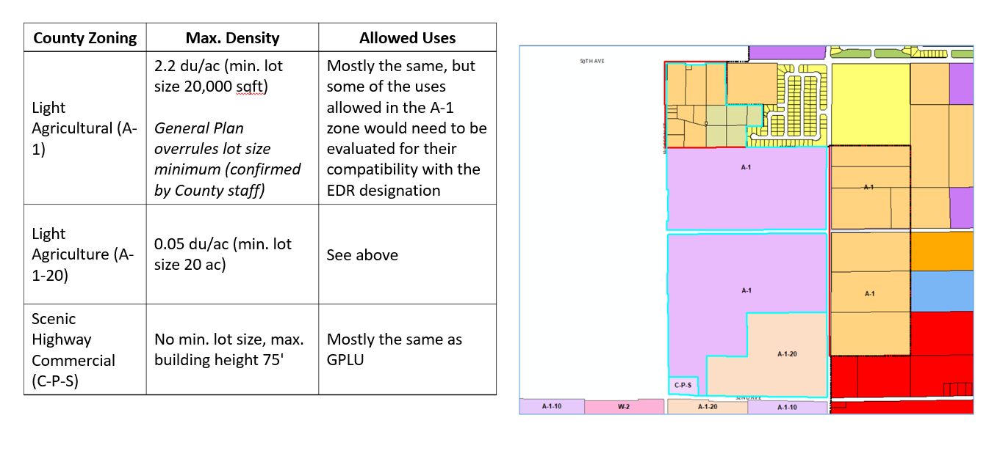 County Zoning
Max. Density
Allowed Uses
Light
Agricultural (A-
1)
2.2 du/ac (min. lot
size 20,000 sqft)
General Plan
overrules lot size
minimum (confirmed
by County staff)
Mostly the same, but
some of the uses
allowed in the A-1
zone would need to be
evaluated for their
compatibility with the
EDR designation
Light
Agriculture (A-
1-20)
0.05 du/ac (min. lot
size 20 ac)
See above
Scenic
Highway
Commercial
(C-P-S)
No min. lot size, max.
building height 75'
Mostly the same as
GPLU
50TH AVE
A-1
A-1
A-1
A-1
A-1-20
C-P-S
52ND AVE
A-1-10
W-2
A-1-20
A-1-10